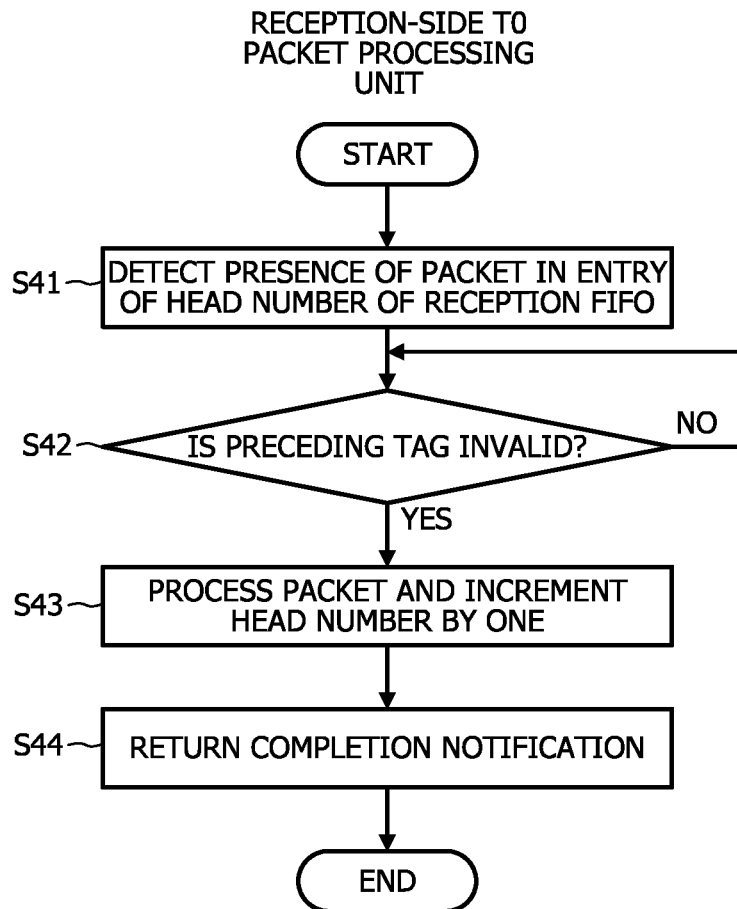 RECEPTION-SIDE T0
PACKET PROCESSING
UNIT
START
S41
DETECT PRESENCE OF PACKET IN ENTRY
OF HEAD NUMBER OF RECEPTION FIFO
S42
IS PRECEDING TAG INVALID?
NO
YES
S43
PROCESS PACKET AND INCREMENT
HEAD NUMBER BY ONE
S44
RETURN COMPLETION NOTIFICATION
END